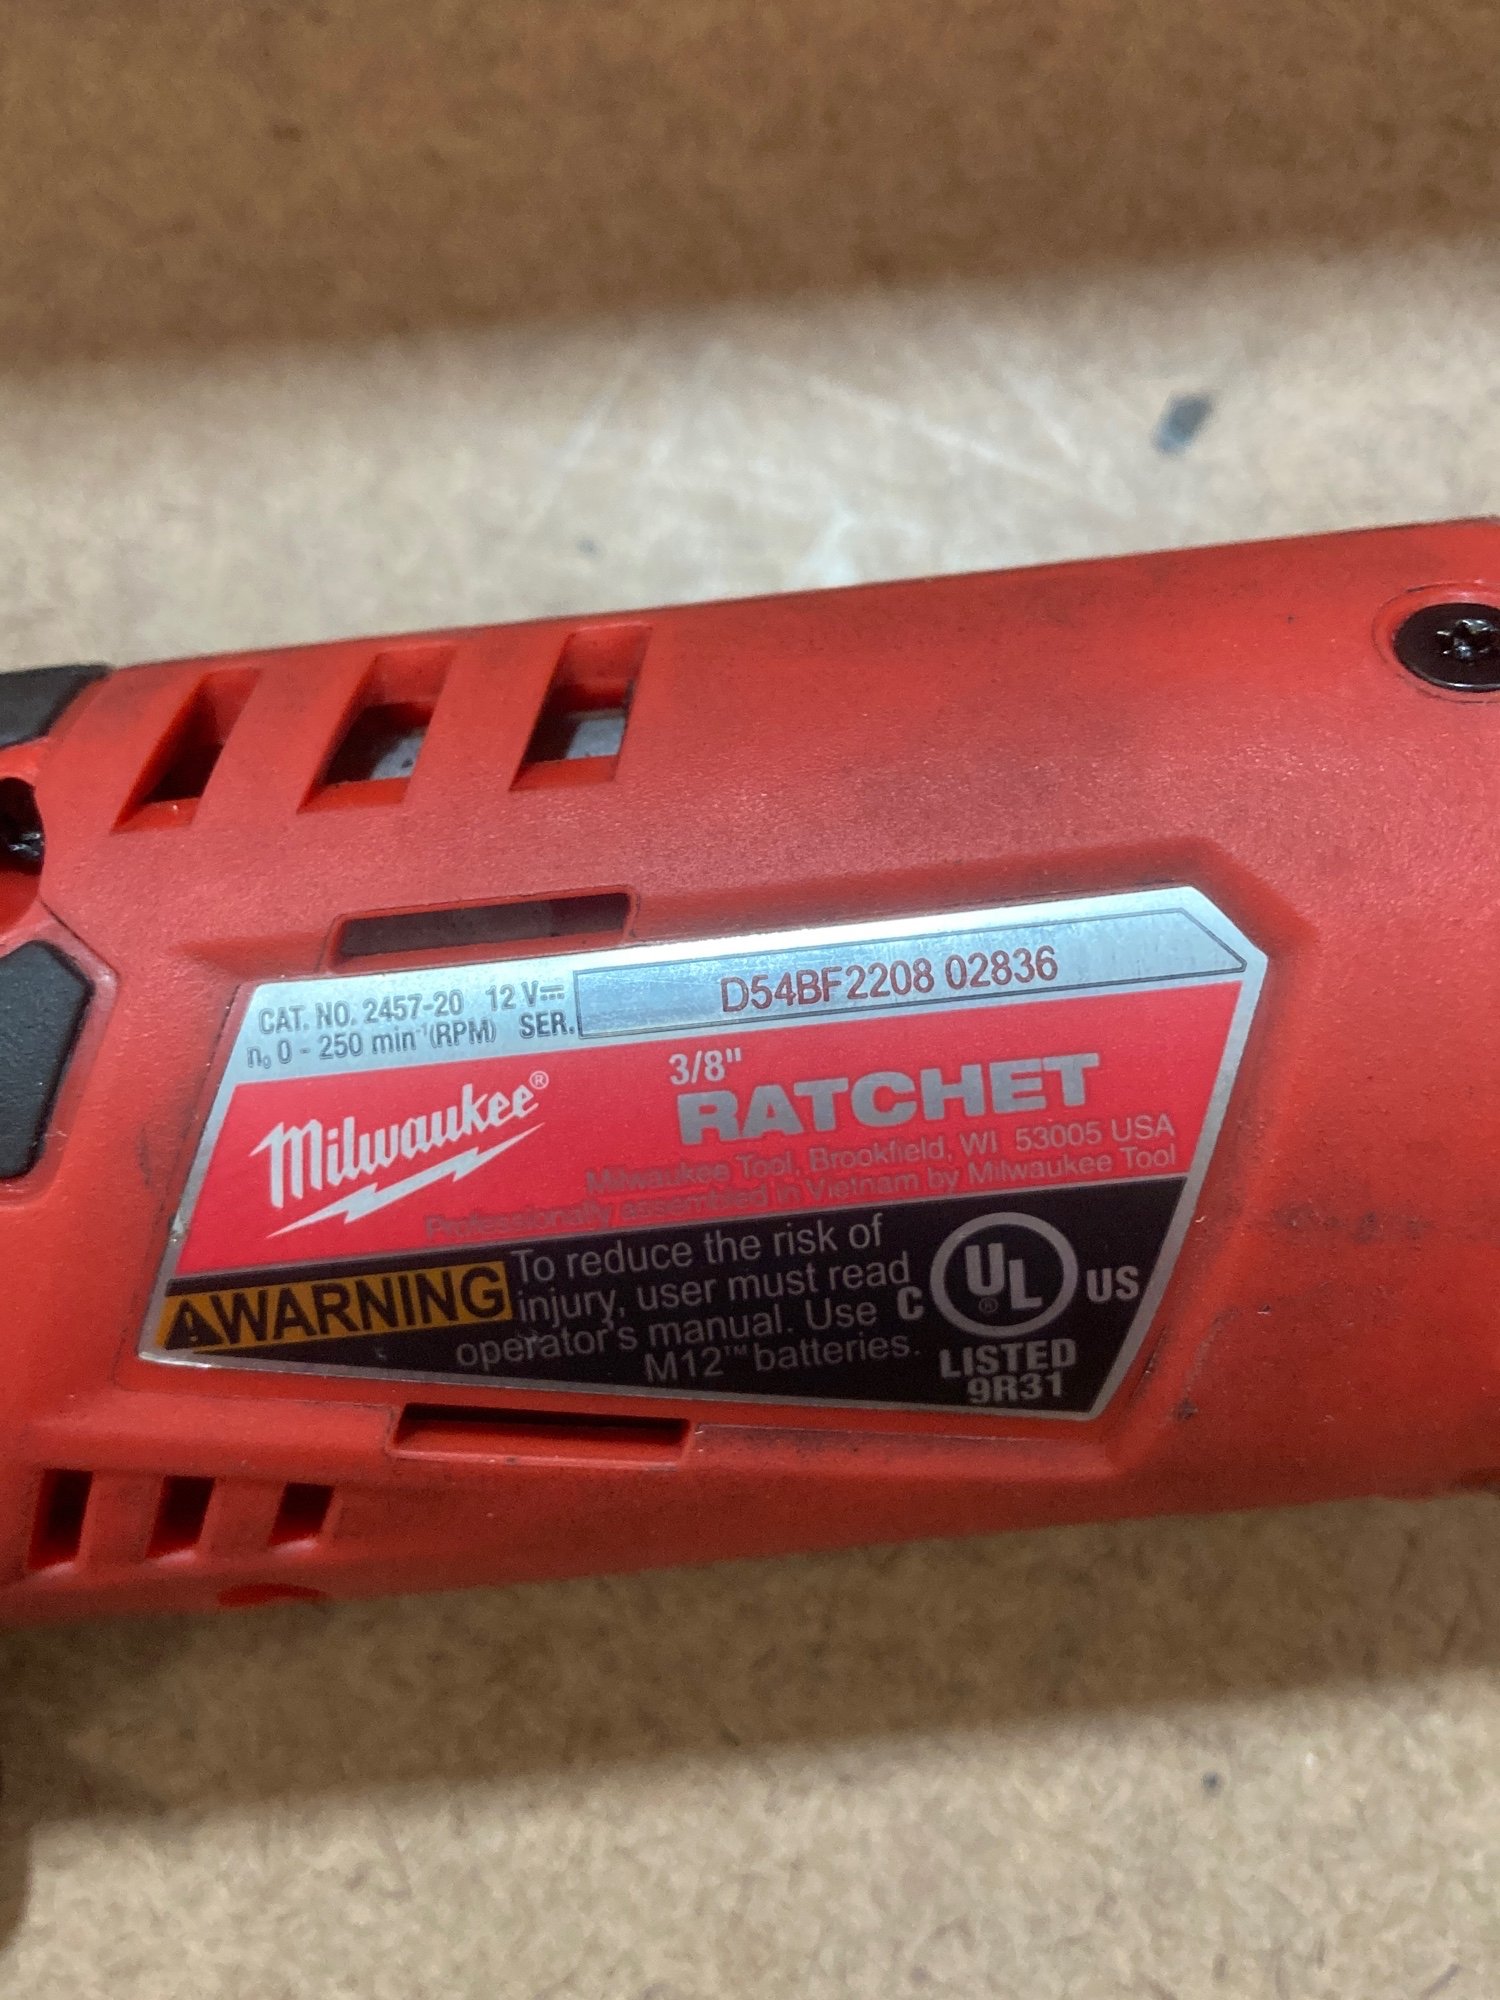 CAT. NO. 2457-20 12 V⎓
n₀ 0 - 250 min⁻¹(RPM) SER. D54BF2208 02836
Milwaukee®
3/8"
RATCHET
Milwaukee Tool, Brookfield, WI 53005 USA
Professionally assembled in Vietnam by Milwaukee Tool
⚠WARNING To reduce the risk of
injury, user must read
operator's manual. Use
M12™ batteries.
C UL® US
LISTED
9R31